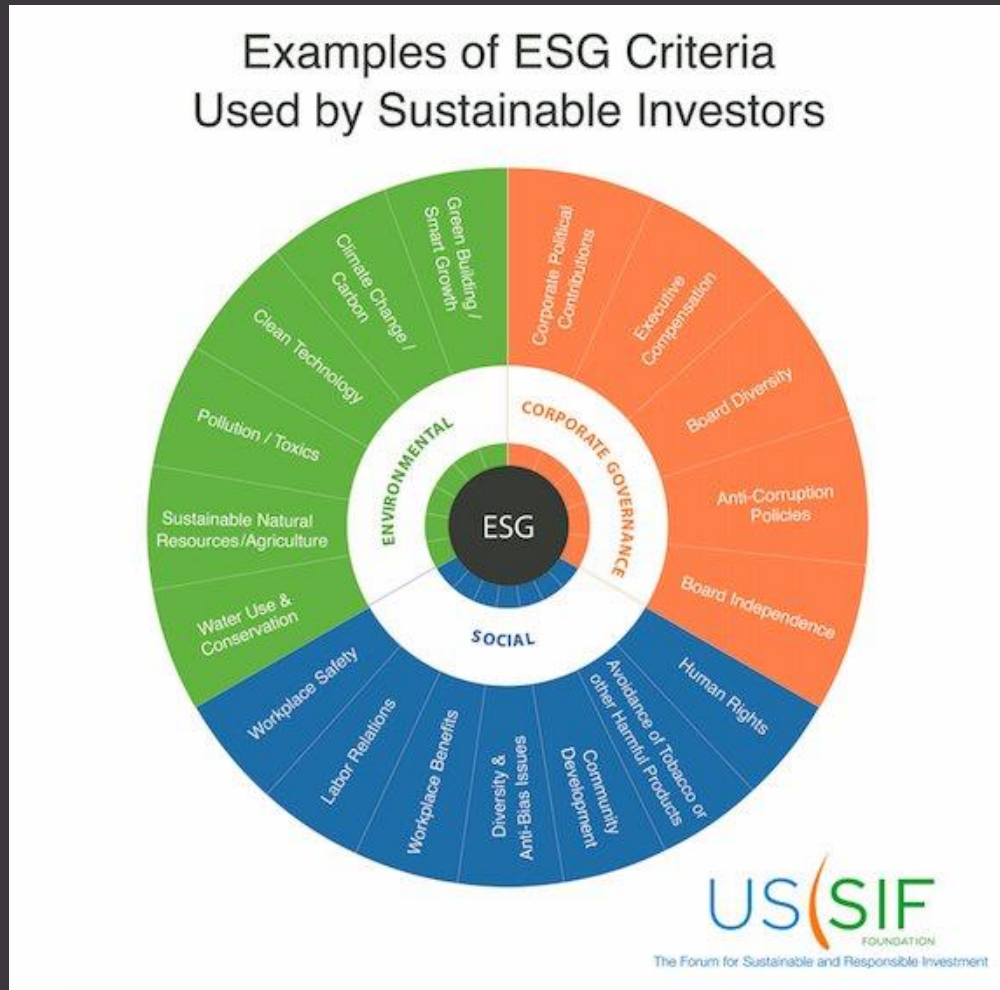 Examples of ESG Criteria
Used by Sustainable Investors
Green Building /
Smart Growth
Climate Change /
Carbon
Clean Technology
Pollution / Toxics
Sustainable Natural
Resources/Agriculture
Water Use &
Conservation
ENVIRONMENTAL
Corporate Political
Contributions
Executive
Compensation
Board Diversity
Anti-Corruption
Policies
Board Independence
CORPORATE GOVERNANCE
ESG
SOCIAL
Workplace Safety
Labor Relations
Workplace Benefits
Diversity &
Anti-Bias Issues
Community
Development
Avoidance of Tobacco or
other Harmful Products
Human Rights
US SIF
FOUNDATION
The Forum for Sustainable and Responsible Investment